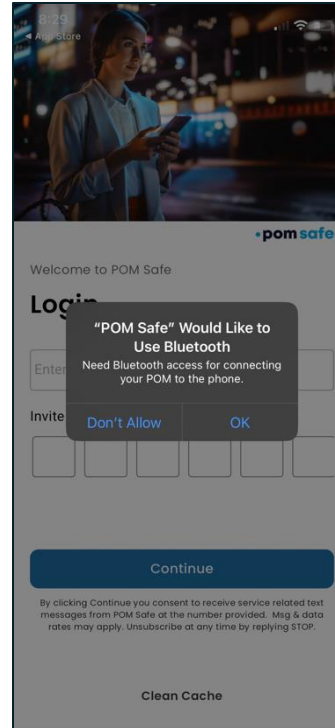 8:29
◀ App Store
•pom safe
Welcome to POM Safe
Login
"POM Safe" Would Like to
Use Bluetooth
Need Bluetooth access for connecting
your POM to the phone.
Enter
Invite
Don't Allow
OK
Continue
By clicking Continue you consent to receive service related text
messages from POM Safe at the number provided. Msg & data
rates may apply. Unsubscribe at any time by replying STOP.
Clean Cache